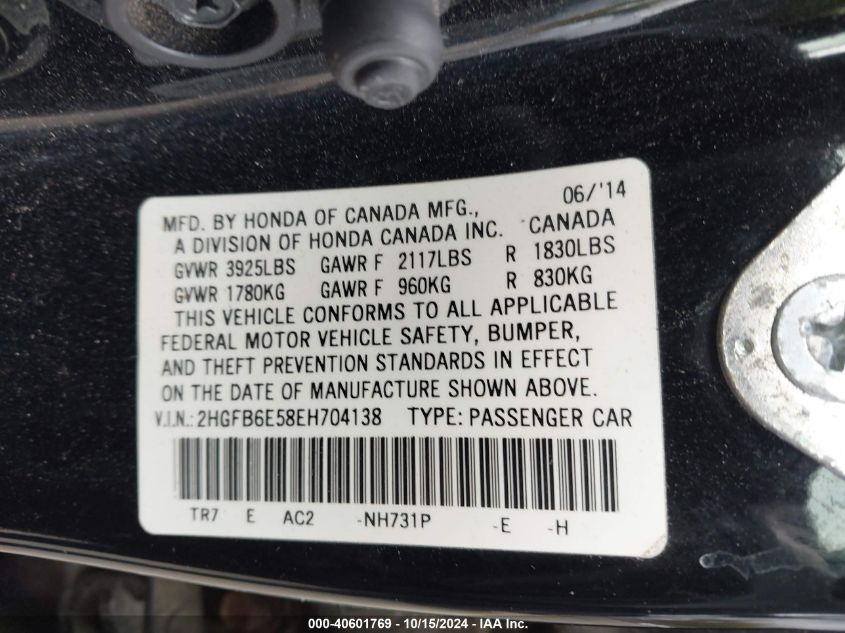 06/'14
MFD. BY HONDA OF CANADA MFG.,
A DIVISION OF HONDA CANADA INC. CANADA
GVWR 3925LBS GAWR F 2117LBS R 1830LBS
GVWR 1780KG GAWR F 960KG R 830KG
THIS VEHICLE CONFORMS TO ALL APPLICABLE
FEDERAL MOTOR VEHICLE SAFETY, BUMPER,
AND THEFT PREVENTION STANDARDS IN EFFECT
ON THE DATE OF MANUFACTURE SHOWN ABOVE.
V.I.N.: 2HGFB6E58EH704138 TYPE: PASSENGER CAR
TR7 E AC2 -NH731P -E -H
000-40601769 - 10/15/2024 - IAA Inc.